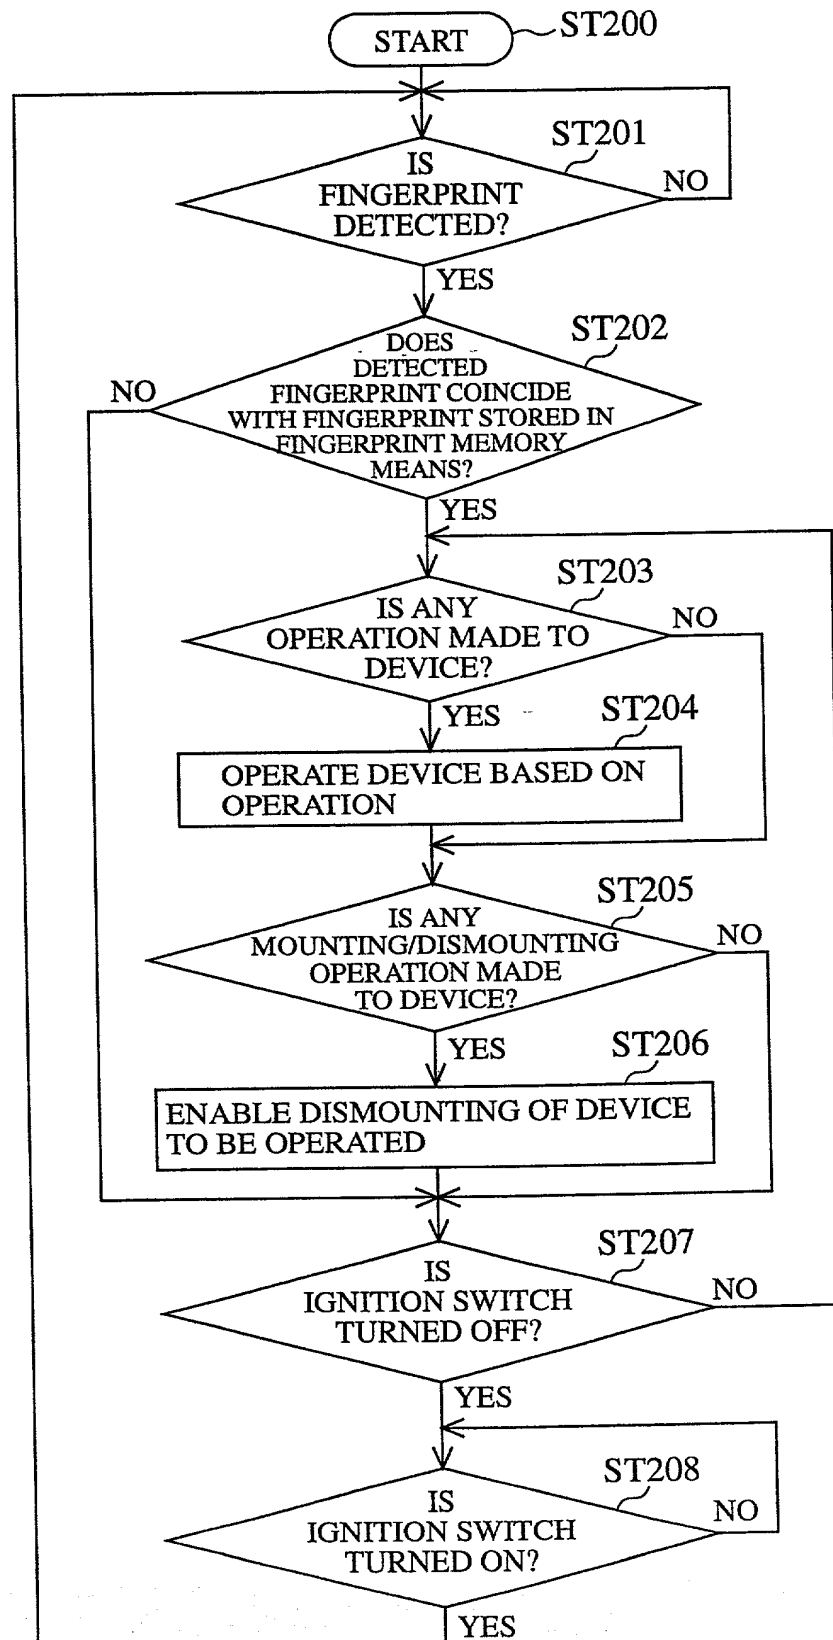 START
ST200
ST201
IS
FINGERPRINT
DETECTED?
NO
YES
ST202
DOES
DETECTED
FINGERPRINT COINCIDE
WITH FINGERPRINT STORED IN
FINGERPRINT MEMORY
MEANS?
NO
YES
ST203
IS ANY
OPERATION MADE TO
DEVICE?
NO
YES
ST204
OPERATE DEVICE BASED ON
OPERATION
ST205
IS ANY
MOUNTING/DISMOUNTING
OPERATION MADE
TO DEVICE?
NO
YES
ST206
ENABLE DISMOUNTING OF DEVICE
TO BE OPERATED
ST207
IS
IGNITION SWITCH
TURNED OFF?
NO
YES
ST208
IS
IGNITION SWITCH
TURNED ON?
NO
YES